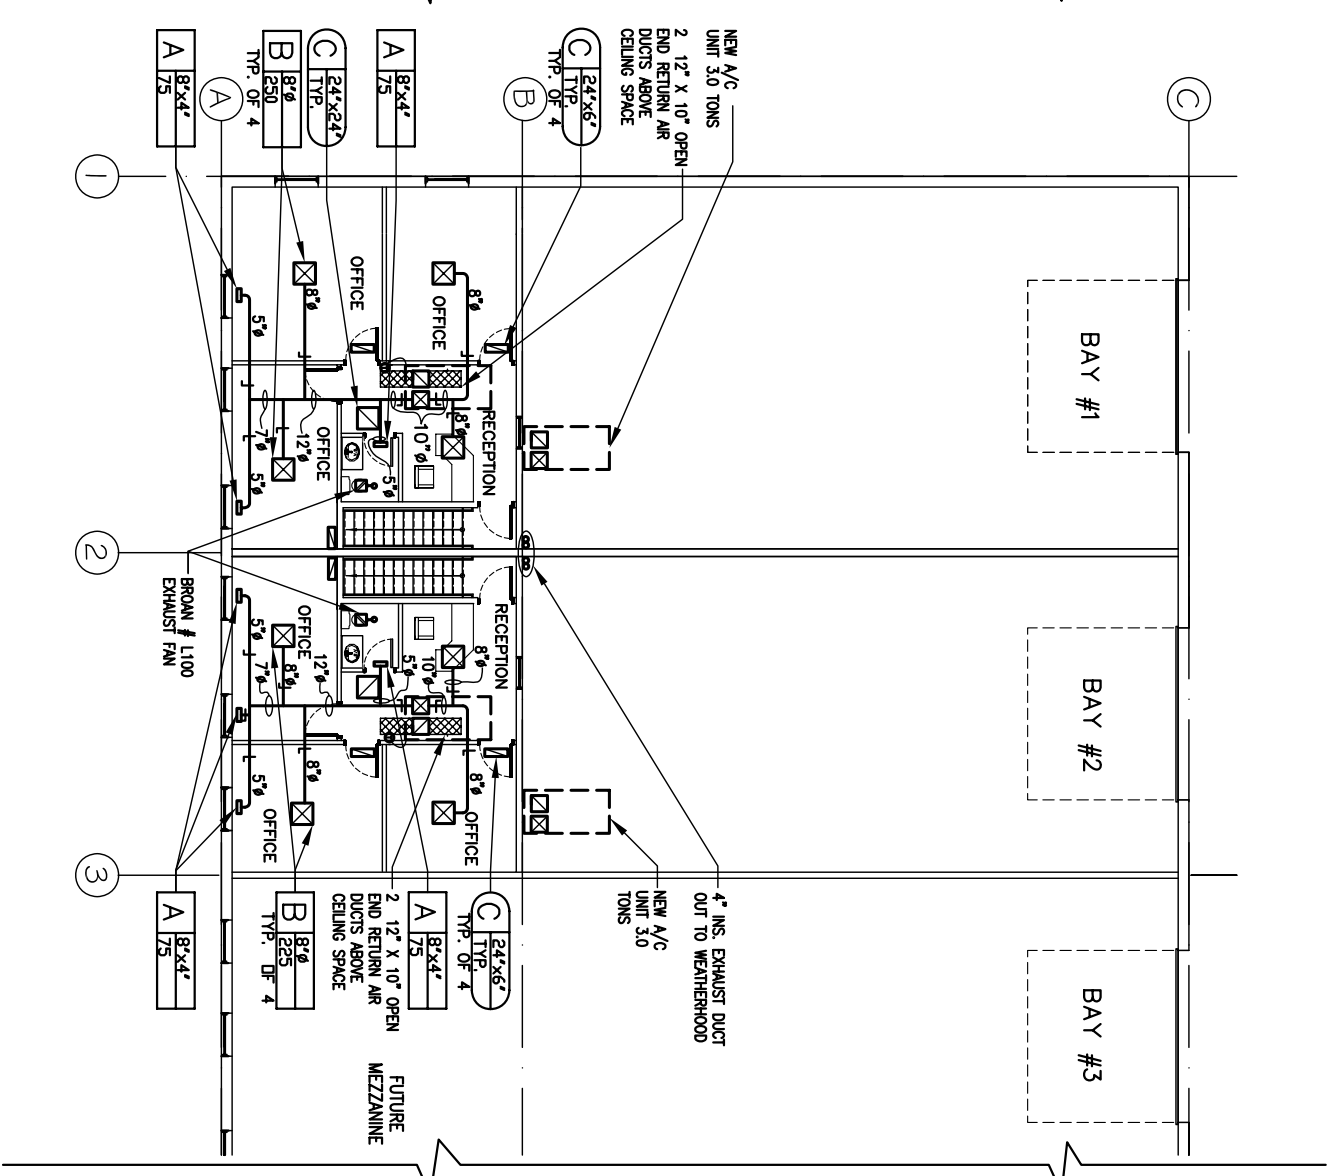 NEW A/C
UNIT 3.0 TONS
2 12" X 10" OPEN
END RETURN AIR
DUCTS ABOVE
CEILING SPACE
C
24"x6"
TYP.
TYP. OF 4
A
8"x4"
75
C
24"x24"
TYP.
B
8"ø
250
TYP. OF 4
A
8"x4"
75
C
B
A
1
2
3
BAY #1
BAY #2
BAY #3
OFFICE
OFFICE
OFFICE
RECEPTION
8"ø
8"ø
5"ø
8"ø
10"ø
12"ø
7"ø
5"ø
5"ø
BROAN # L100
EXHAUST FAN
RECEPTION
OFFICE
OFFICE
OFFICE
8"ø
10"ø
5"ø
12"ø
8"ø
7"ø
5"ø
8"ø
8"ø
5"ø
4" INS. EXHAUST DUCT
OUT TO WEATHERHOOD
NEW A/C
UNIT 3.0
TONS
C
24"x6"
TYP.
TYP. OF 4
A
8"x4"
75
2 12" X 10" OPEN
END RETURN AIR
DUCTS ABOVE
CEILING SPACE
B
8"ø
225
TYP. OF 4
A
8"x4"
75
FUTURE
MEZZANINE